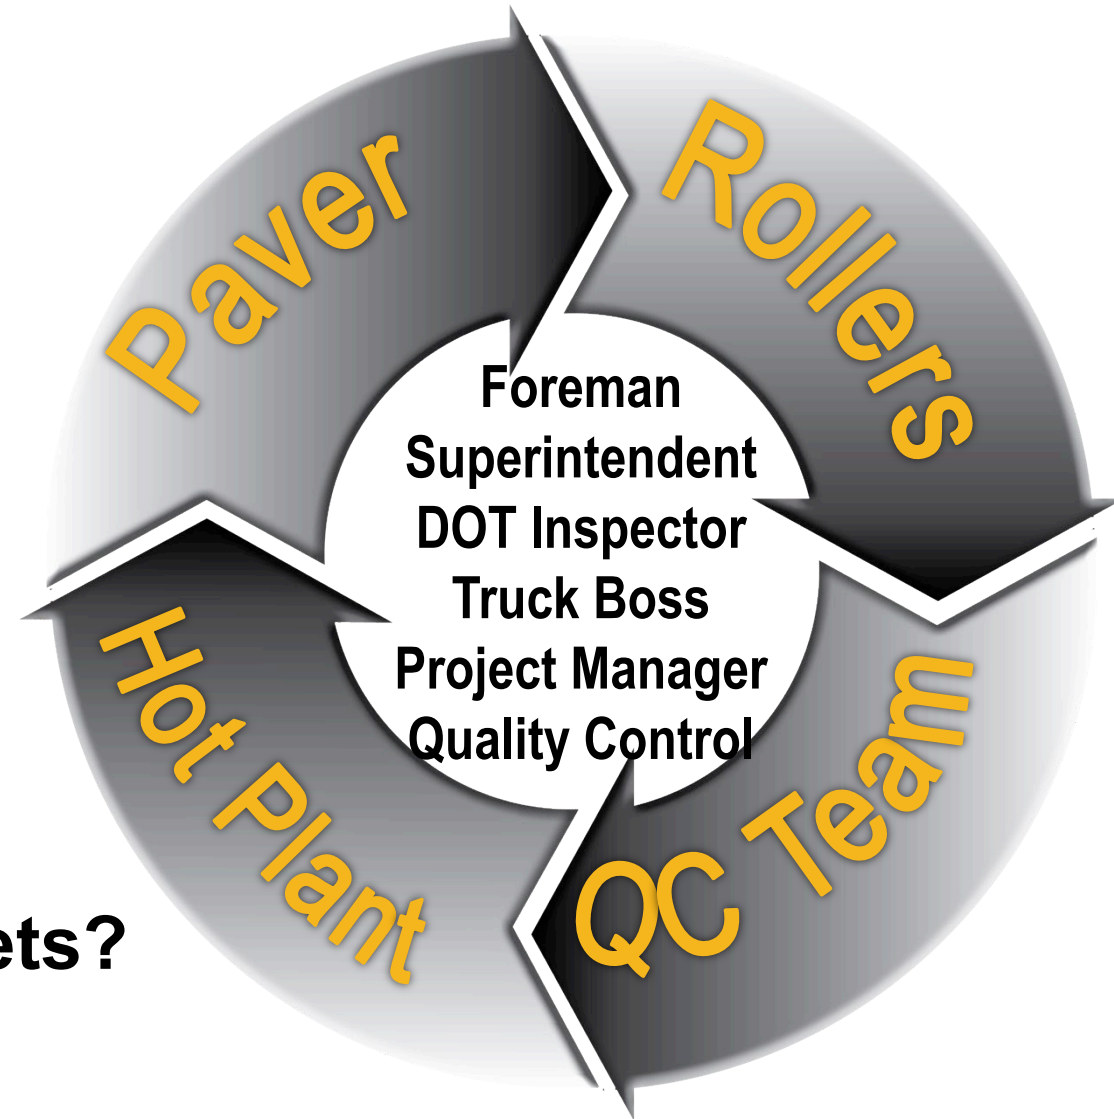 Paver
Rollers
Foreman
Superintendent
DOT Inspector
Truck Boss
Project Manager
Quality Control
Hot Plant
QC Team
ets?